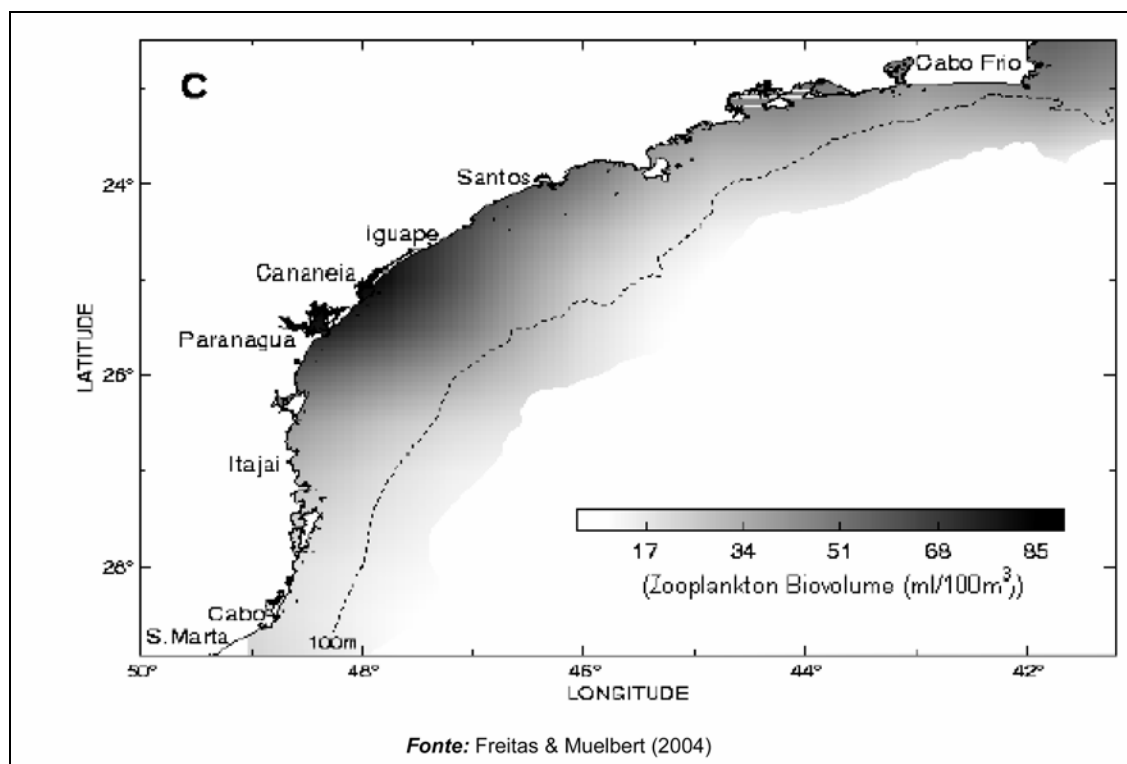 C
Cabo Frio
24°
Santos
Iguape
Cananeia
Paranagua
LATITUDE
26°
Itajai
17 34 51 68 85
(Zooplankton Biovolume (ml/100m³))
28°
Cabo
S.Marta
100m
50° 48° 46° 44° 42°
LONGITUDE
Fonte: Freitas & Muelbert (2004)